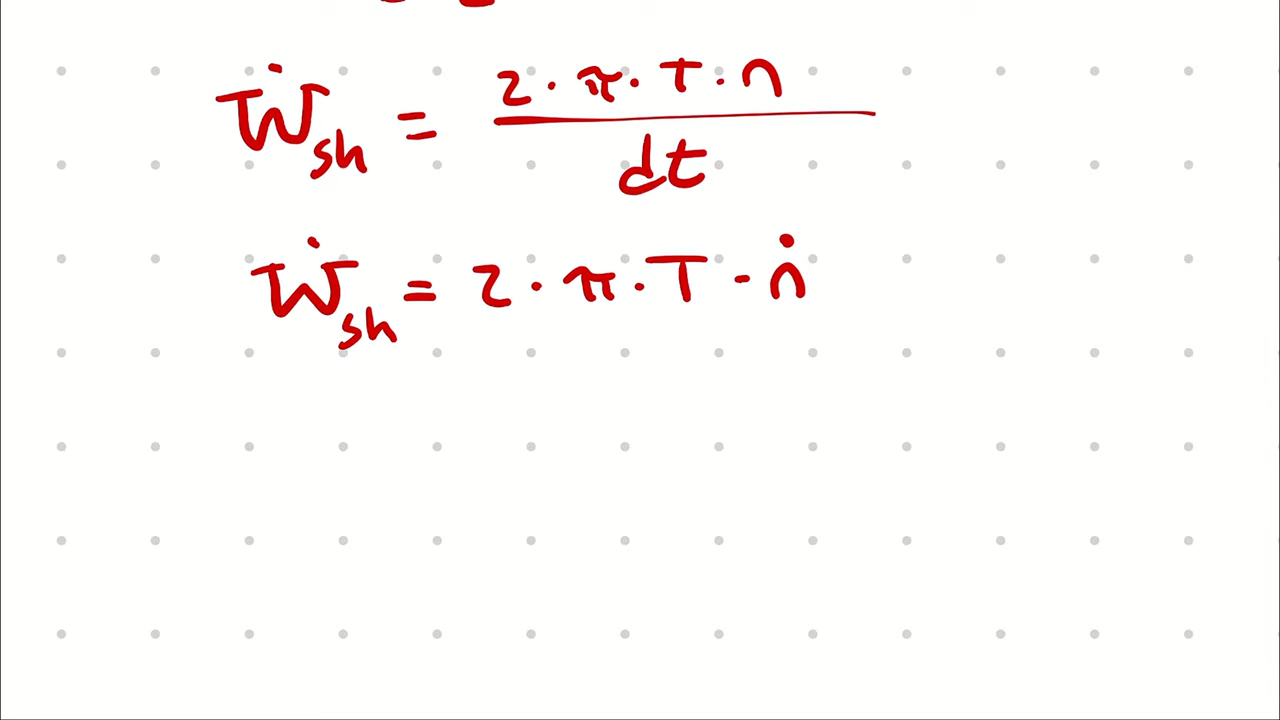 Ẇsh = 2 · π · T · n / dt
Ẇsh = 2 · π · T · ṅ